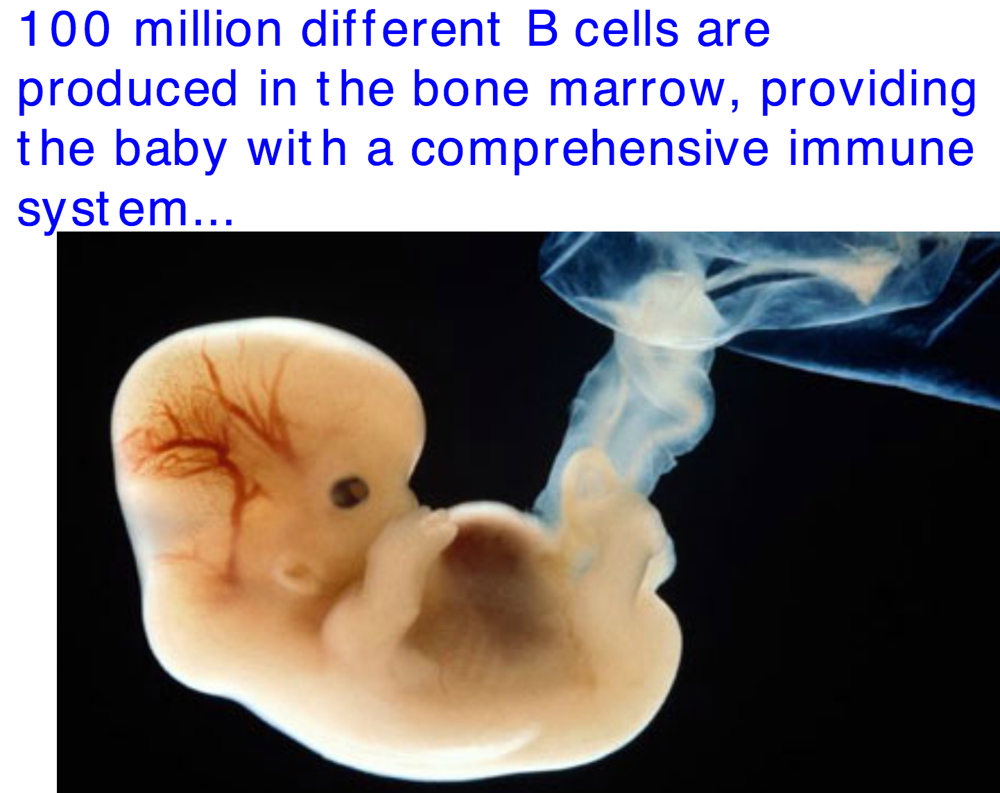 100 million different B cells are
produced in the bone marrow, providing
the baby with a comprehensive immune
system...